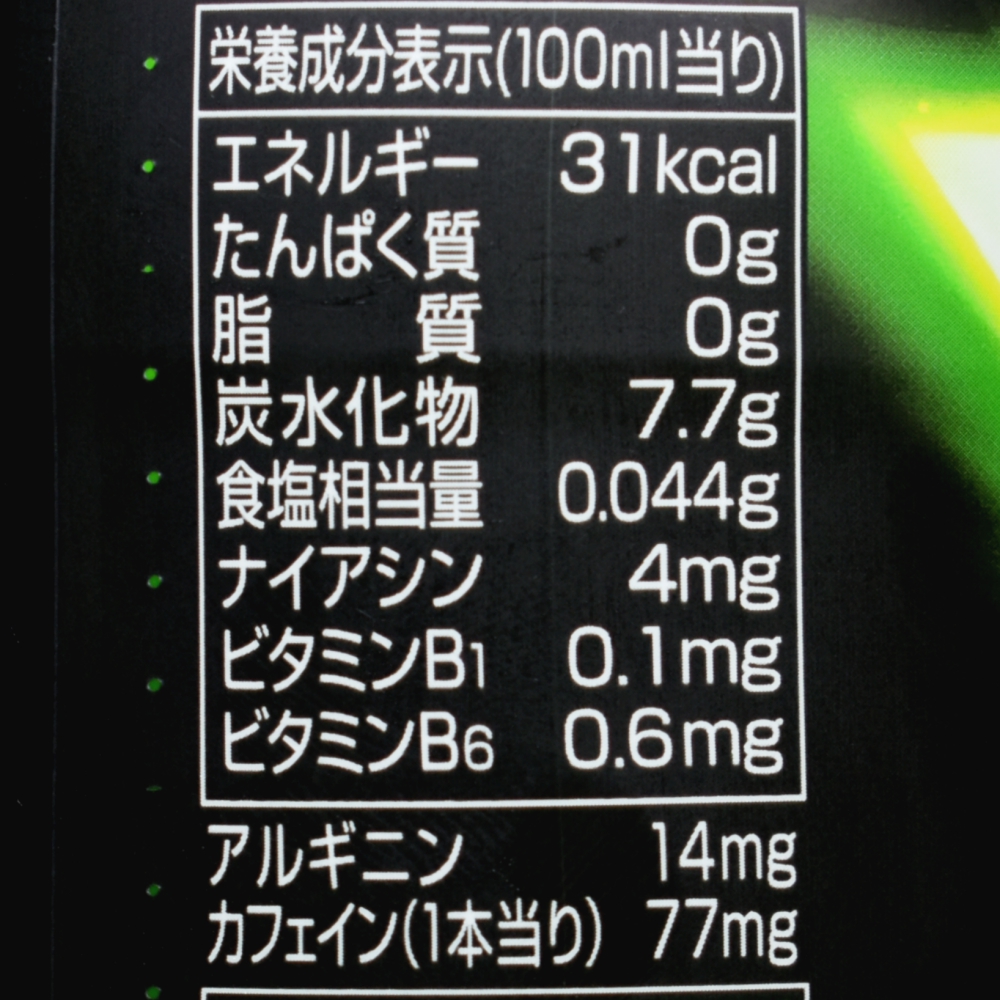 栄養成分表示(100ml当り)
エネルギー 31kcal
たんぱく質 0g
脂質 0g
炭水化物 7.7g
食塩相当量 0.044g
ナイアシン 4mg
ビタミンB1 0.1mg
ビタミンB6 0.6mg
アルギニン 14mg
カフェイン(1本当り) 77mg